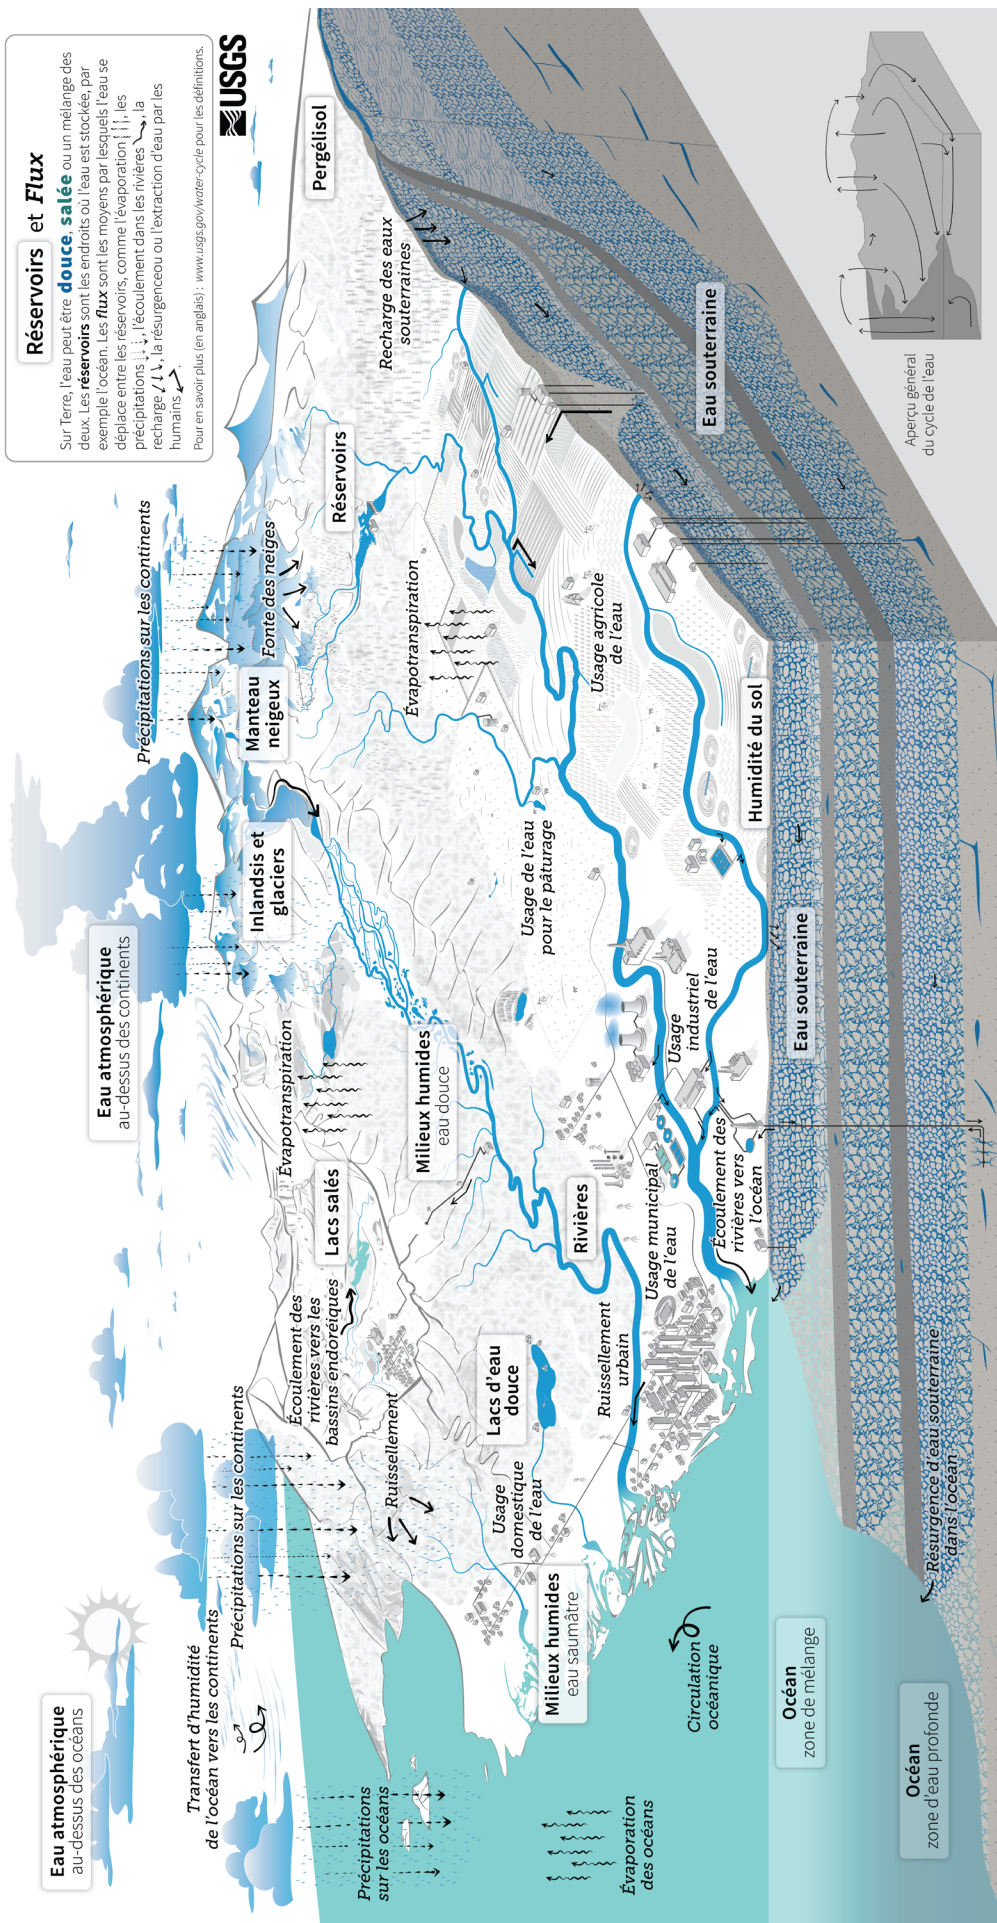 Réservoirs et Flux
Sur Terre, l'eau peut être douce, salée ou un mélange des
deux. Les réservoirs sont les endroits où l'eau est stockée, par
exemple l'océan. Les flux sont les moyens par lesquels l'eau se
déplace entre les réservoirs, comme l'évaporation, les
précipitations, l'écoulement dans les rivières, la
recharge, la résurgenceou ou l'extraction d'eau par les
humains.
Pour en savoir plus (en anglais) : www.usgs.gov/water-cycle pour les définitions.
USGS
Eau atmosphérique
au-dessus des océans
Eau atmosphérique
au-dessus des continents
Précipitations sur les continents
Transfert d'humidité
de l'océan vers les continents
Précipitations sur les continents
Pergélisol
Manteau
neigeux
Fonte des neiges
Inlandsis et
glaciers
Évapotranspiration
Lacs salés
Écoulement des
rivières vers les
bassins endoréiques
Ruissellement
Précipitations
sur les océans
Réservoirs
Recharge des eaux
souterraines
Évapotranspiration
Milieux humides
eau douce
Lacs d'eau
douce
Usage
domestique
de l'eau
Milieux humides
eau saumâtre
Évaporation
des océans
Usage de l'eau
pour le pâturage
Rivières
Ruissellement
urbain
Usage agricole
de l'eau
Usage
industriel
de l'eau
Usage municipal
de l'eau
Écoulement des
rivières vers
l'océan
Circulation
océanique
Humidité du sol
Eau souterraine
Eau souterraine
Océan
zone de mélange
Océan
zone d'eau profonde
Résurgence d'eau souterraine
dans l'océan
Aperçu général
du cycle de l'eau